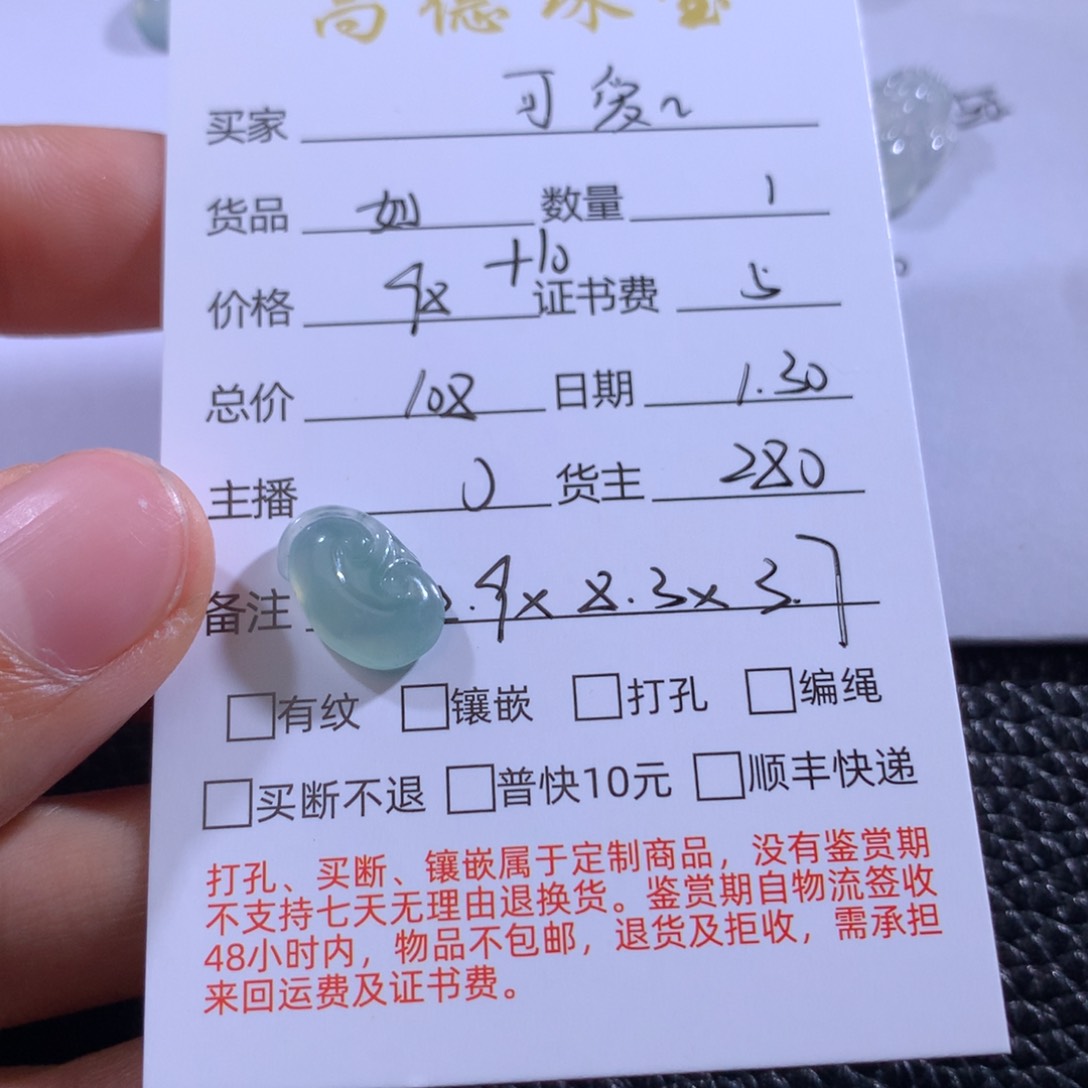 高德珠宝
买家 可爱~
货品 如 数量 1
+10
价格 98 证书费 5
总价 108 日期 1.30
主播 0 货主 280
备注 .9x8.3x3.7
有纹 镶嵌 打孔 编绳
买断不退 普快10元 顺丰快递
打孔、买断、镶嵌属于定制商品，没有鉴赏期
不支持七天无理由退换货。鉴赏期自物流签收
48小时内，物品不包邮，退货及拒收，需承担
来回运费及证书费。